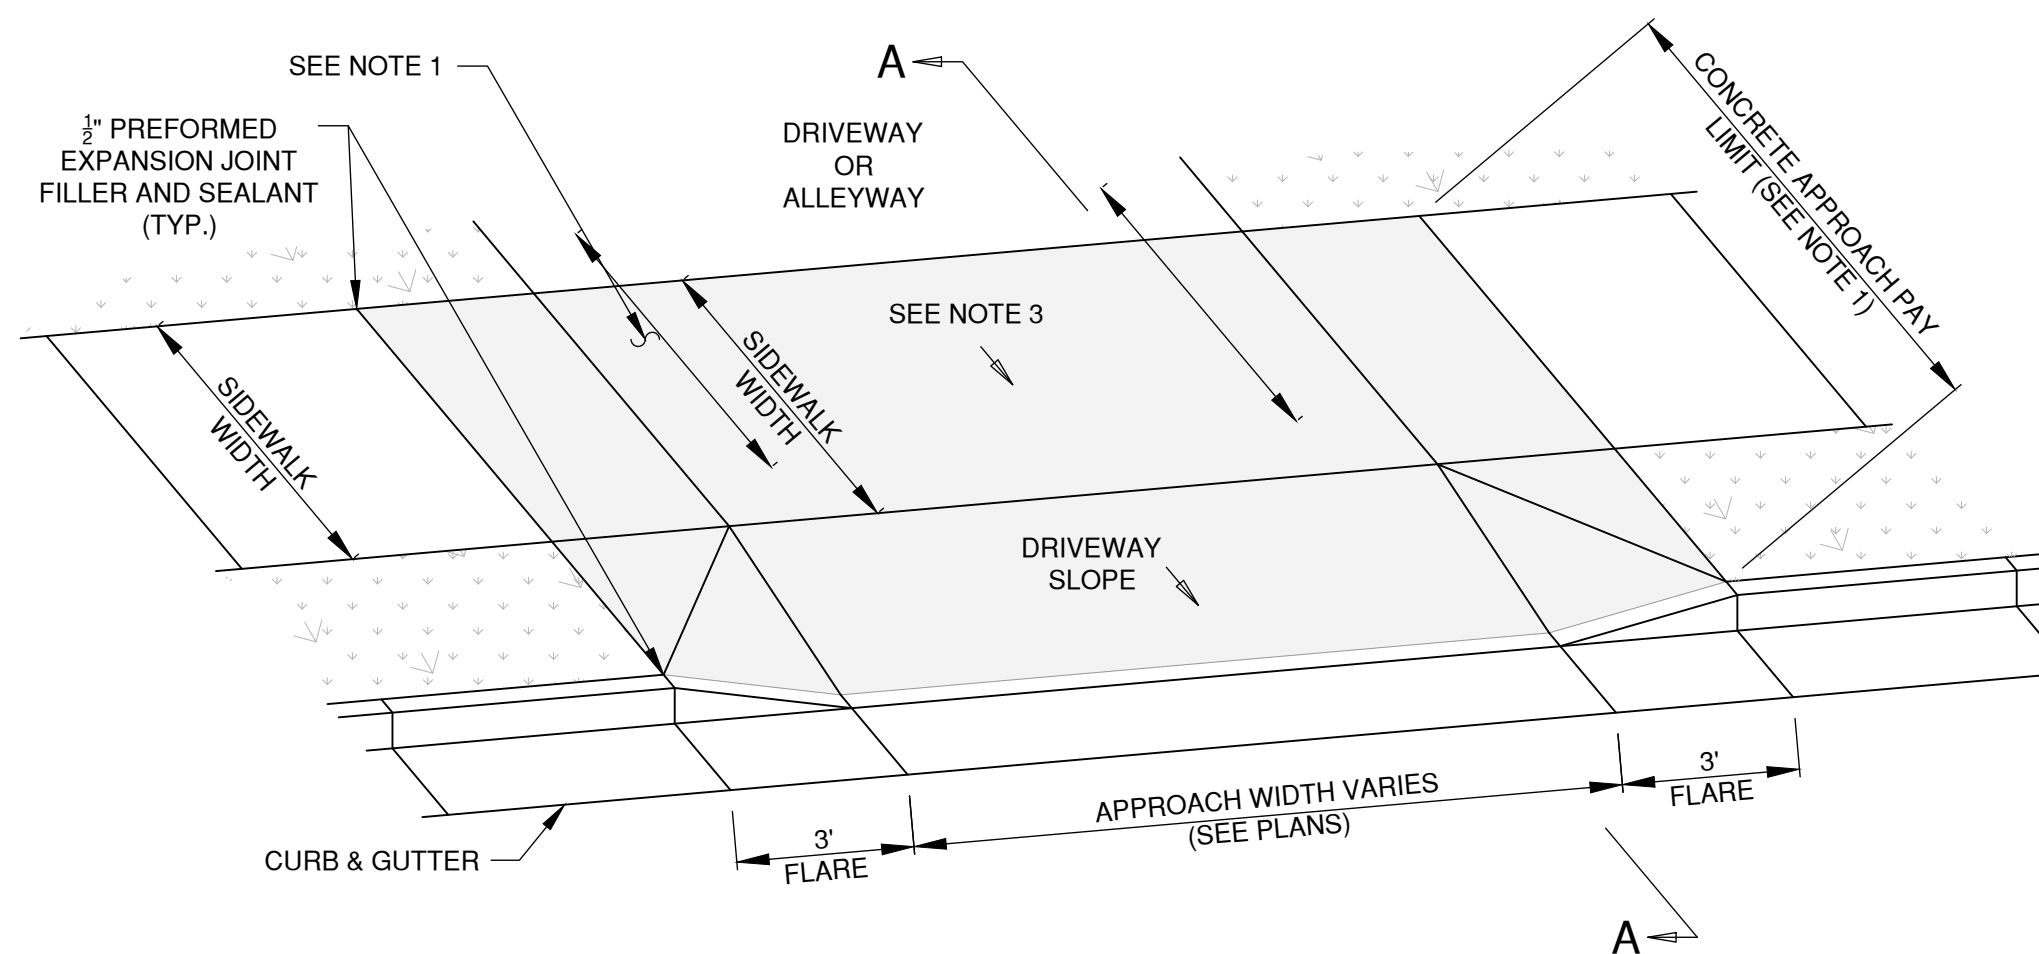 SEE NOTE 1
A
½" PREFORMED
EXPANSION JOINT
FILLER AND SEALANT
(TYP.)
DRIVEWAY
OR
ALLEYWAY
CONCRETE APPROACH PAY
LIMIT (SEE NOTE 1)
SEE NOTE 3
SIDEWALK
WIDTH
SIDEWALK
WIDTH
DRIVEWAY
SLOPE
3'
FLARE
APPROACH WIDTH VARIES
(SEE PLANS)
3'
FLARE
CURB & GUTTER
A